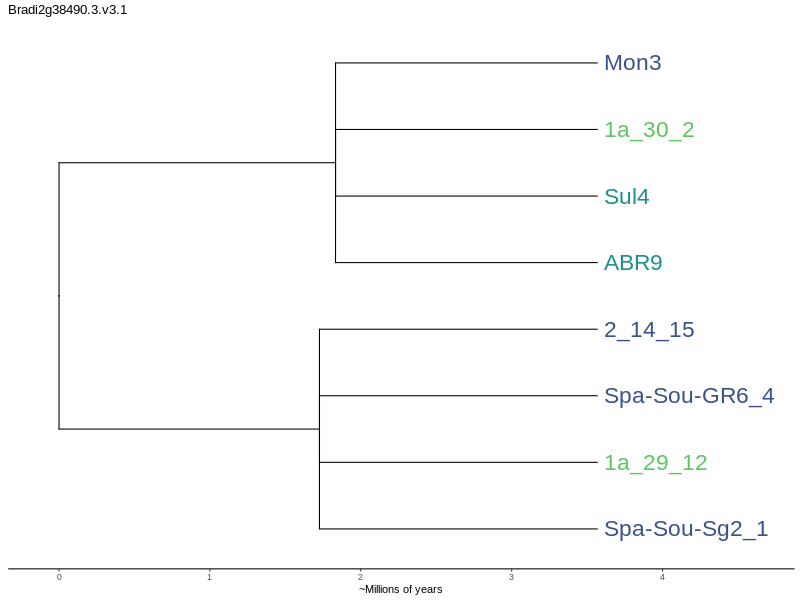 Bradi2g38490.3.v3.1
Mon3
1a_30_2
Sul4
ABR9
2_14_15
Spa-Sou-GR6_4
1a_29_12
Spa-Sou-Sg2_1
0 1 2 3 4
~Millions of years